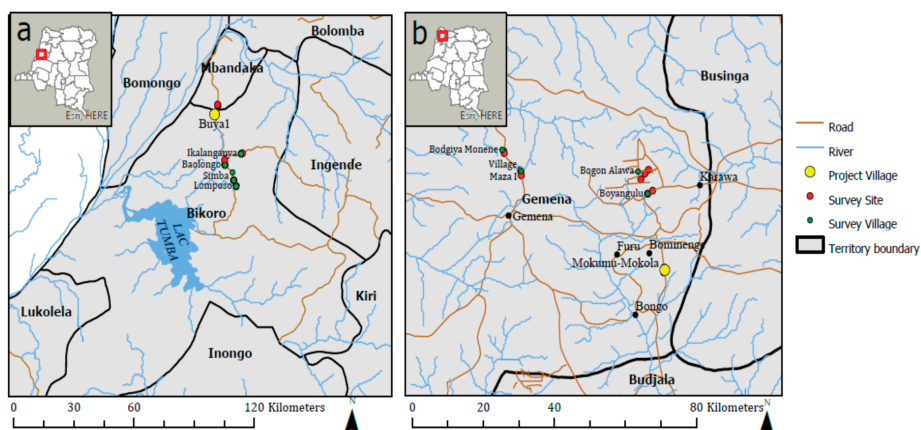 a
Esri, HERE
Bolomba
Mbandaka
Bomongo
Buya1
Ikalanganya
Baolongo
Simba
Lomposo
Ingende
Bikoro
LAC
TUMBA
Kiri
Lukolela
Inongo
0 30 60 120 Kilometers
N
b
Esri, HERE
Businga
Bodgiya Monene
Village
Maza I
Bogon Alawa
Karawa
Boyangulu
Gemena
Gemena
Furu
Bominenge
Mokumu-Mokola
Bongo
Budjala
0 20 40 80 Kilometers
N
Road
River
Project Village
Survey Site
Survey Village
Territory boundary